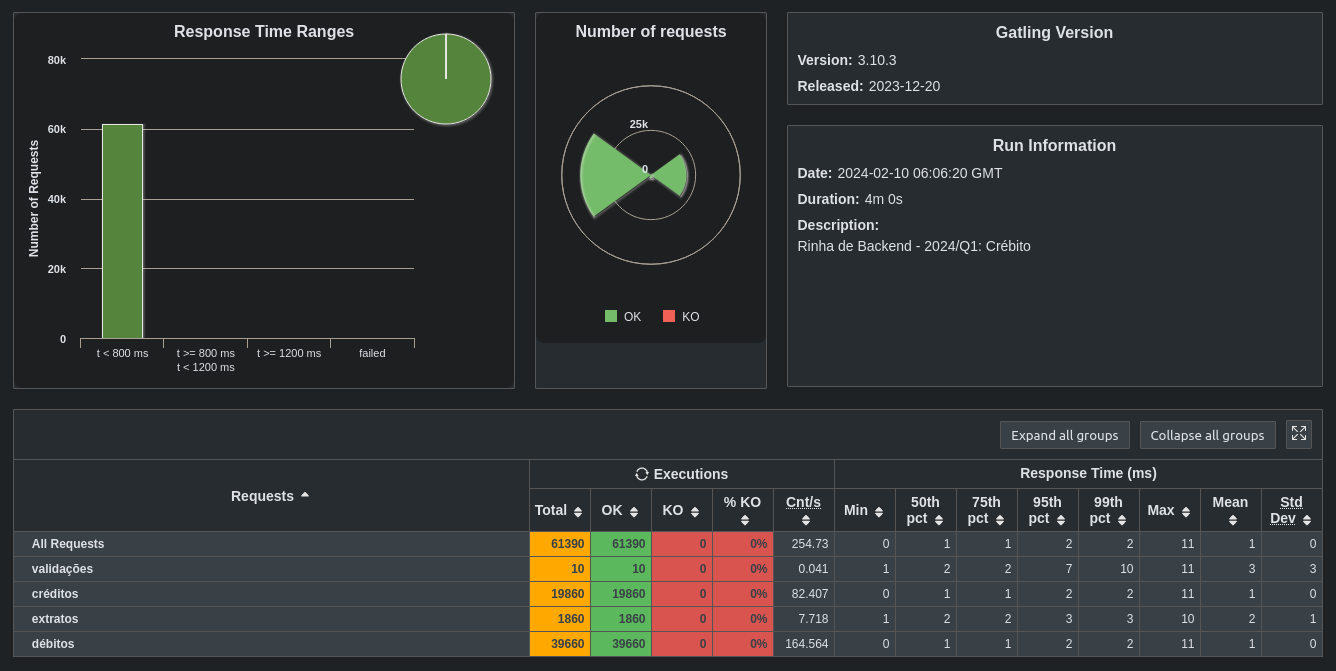 Response Time Ranges
80k
60k
40k
20k
0
Number of Requests
t < 800 ms
t >= 800 ms
t < 1200 ms
t >= 1200 ms
failed
Number of requests
25k
0
OK
KO
Gatling Version
Version: 3.10.3
Released: 2023-12-20
Run Information
Date: 2024-02-10 06:06:20 GMT
Duration: 4m 0s
Description:
Rinha de Backend - 2024/Q1: Crébito
Expand all groups Collapse all groups
Executions Response Time (ms)
Requests Total OK KO % KO Cnt/s Min 50th pct 75th pct 95th pct 99th pct Max Mean Std Dev
All Requests 61390 61390 0 0% 254.73 0 1 1 2 2 11 1 0
validações 10 10 0 0% 0.041 1 2 2 7 10 11 3 3
créditos 19860 19860 0 0% 82.407 0 1 1 2 2 11 1 0
extratos 1860 1860 0 0% 7.718 1 2 2 3 3 10 2 1
débitos 39660 39660 0 0% 164.564 0 1 1 2 2 11 1 0